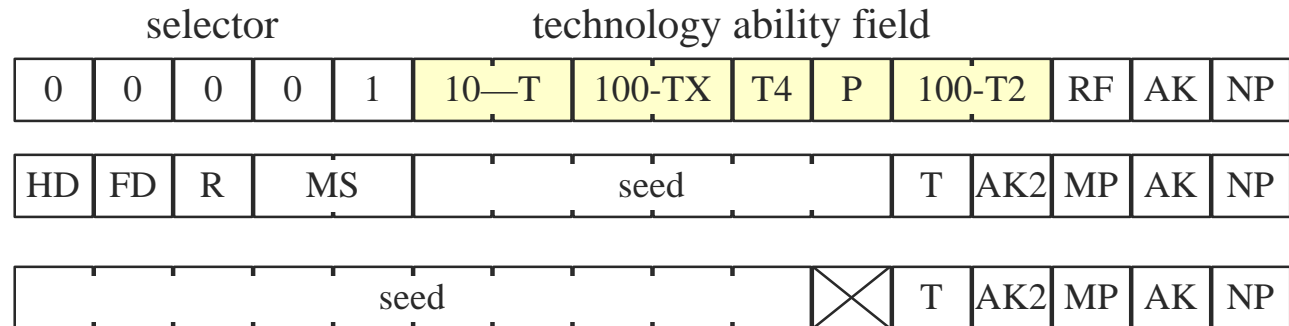 selector technology ability field
0 0 0 0 1 10—T 100-TX T4 P 100-T2 RF AK NP
HD FD R MS seed T AK2 MP AK NP
seed T AK2 MP AK NP